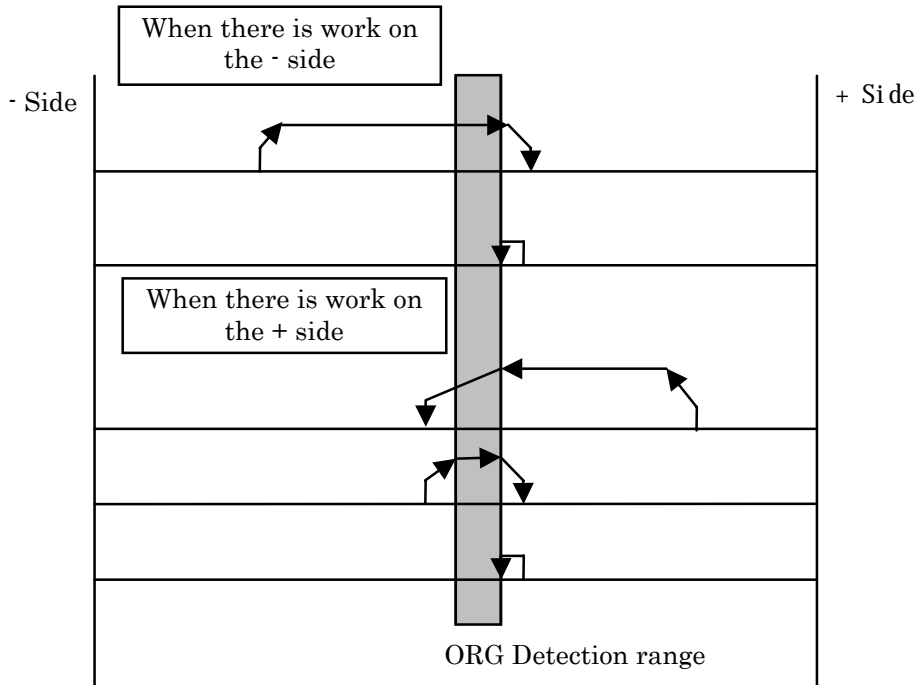 When there is work on
the - side
- Side
+ Side
When there is work on
the + side
ORG Detection range